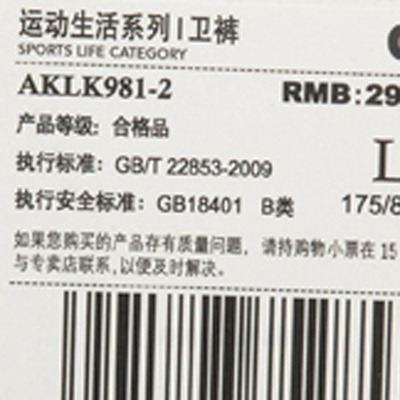 运动生活系列 | 卫裤
SPORTS LIFE CATEGORY
AKLK981-2
RMB:29
产品等级: 合格品
执行标准: GB/T 22853-2009
L
执行安全标准: GB18401 B类
175/8
如果您购买的产品存有质量问题, 请持购物小票在 15
与专卖店联系,以便及时解决。